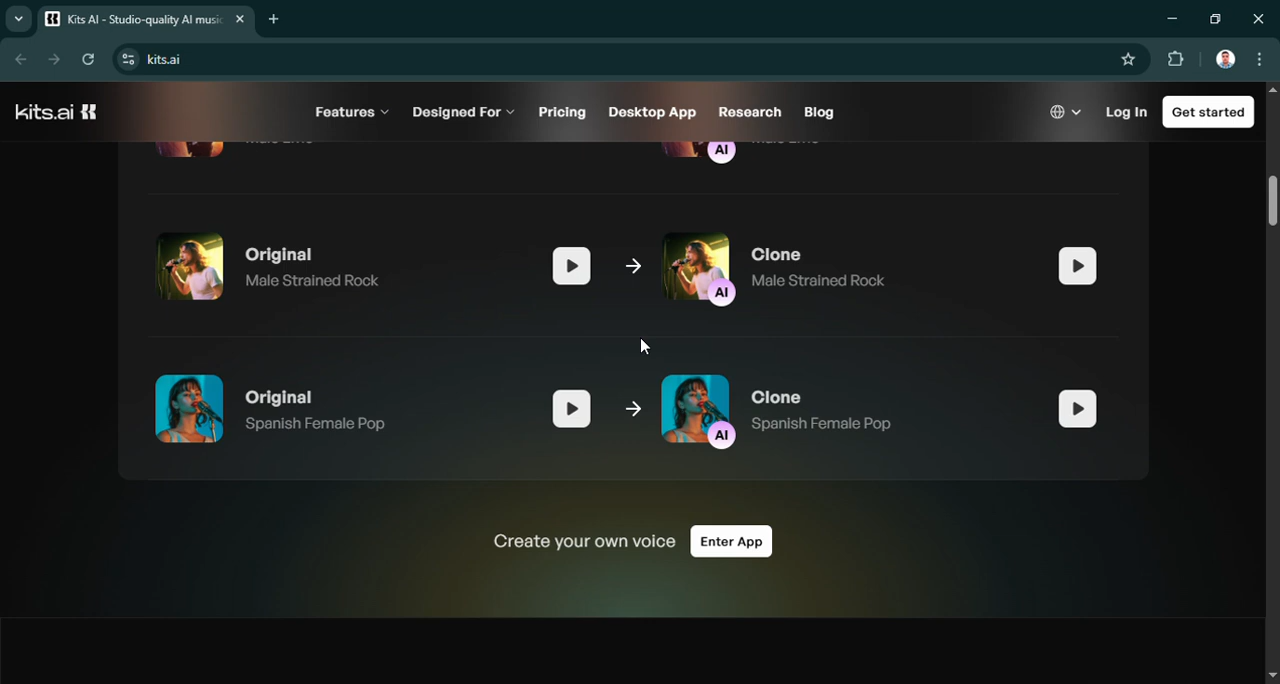 Kits AI - Studio-quality AI music
kits.ai
kits.ai
Features
Designed For
Pricing
Desktop App
Research
Blog
Log In
Get started
AI
Original
Male Strained Rock
Clone
Male Strained Rock
AI
Original
Spanish Female Pop
Clone
Spanish Female Pop
AI
Create your own voice
Enter App